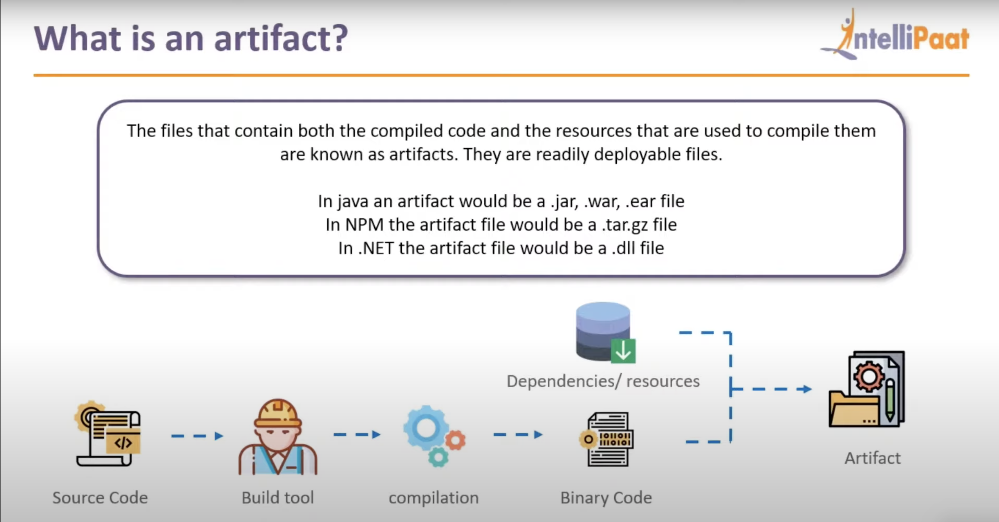 What is an artifact?
IntelliPaat
The files that contain both the compiled code and the resources that are used to compile them
are known as artifacts. They are readily deployable files.
In java an artifact would be a .jar, .war, .ear file
In NPM the artifact file would be a .tar.gz file
In .NET the artifact file would be a .dll file
Dependencies/ resources
</>
1011011
1110101
Artifact
Source Code
Build tool
compilation
Binary Code